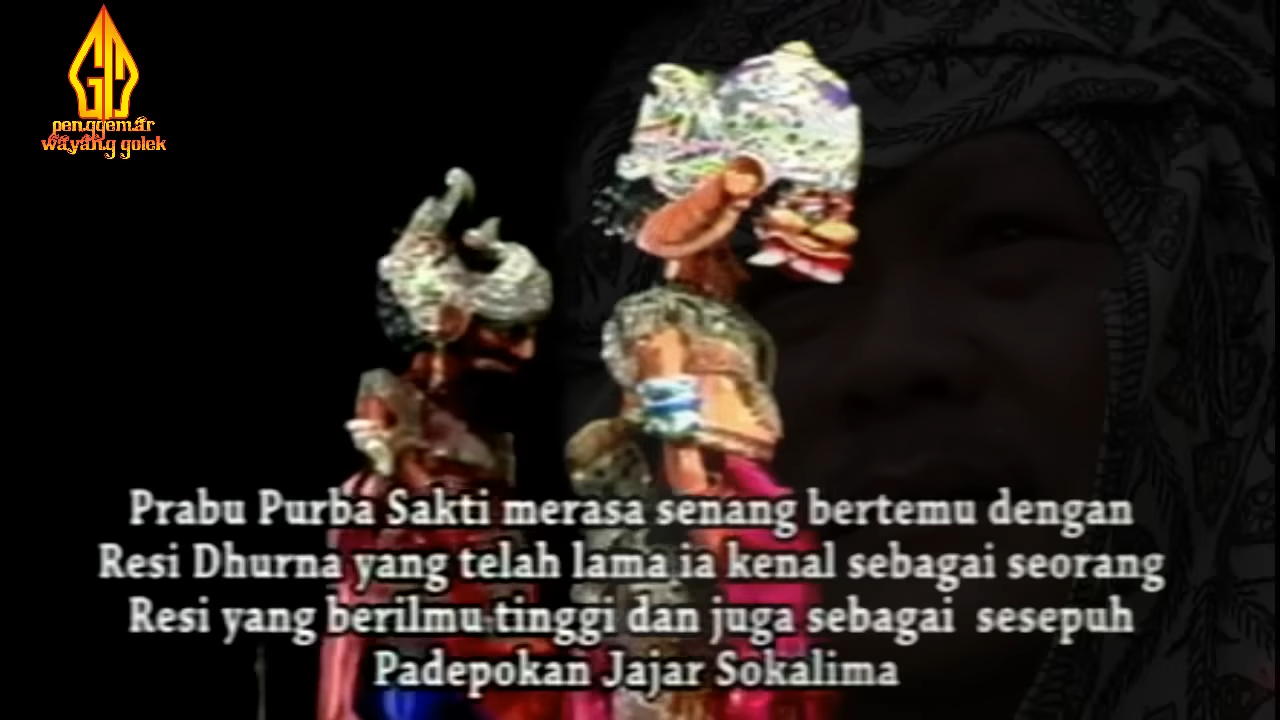 penggemar
wayang golek
Prabu Purba Sakti merasa senang bertemu dengan
Resi Dhurna yang telah lama ia kenal sebagai seorang
Resi yang berilmu tinggi dan juga sebagai sesepuh
Padepokan Jajar Sokalima